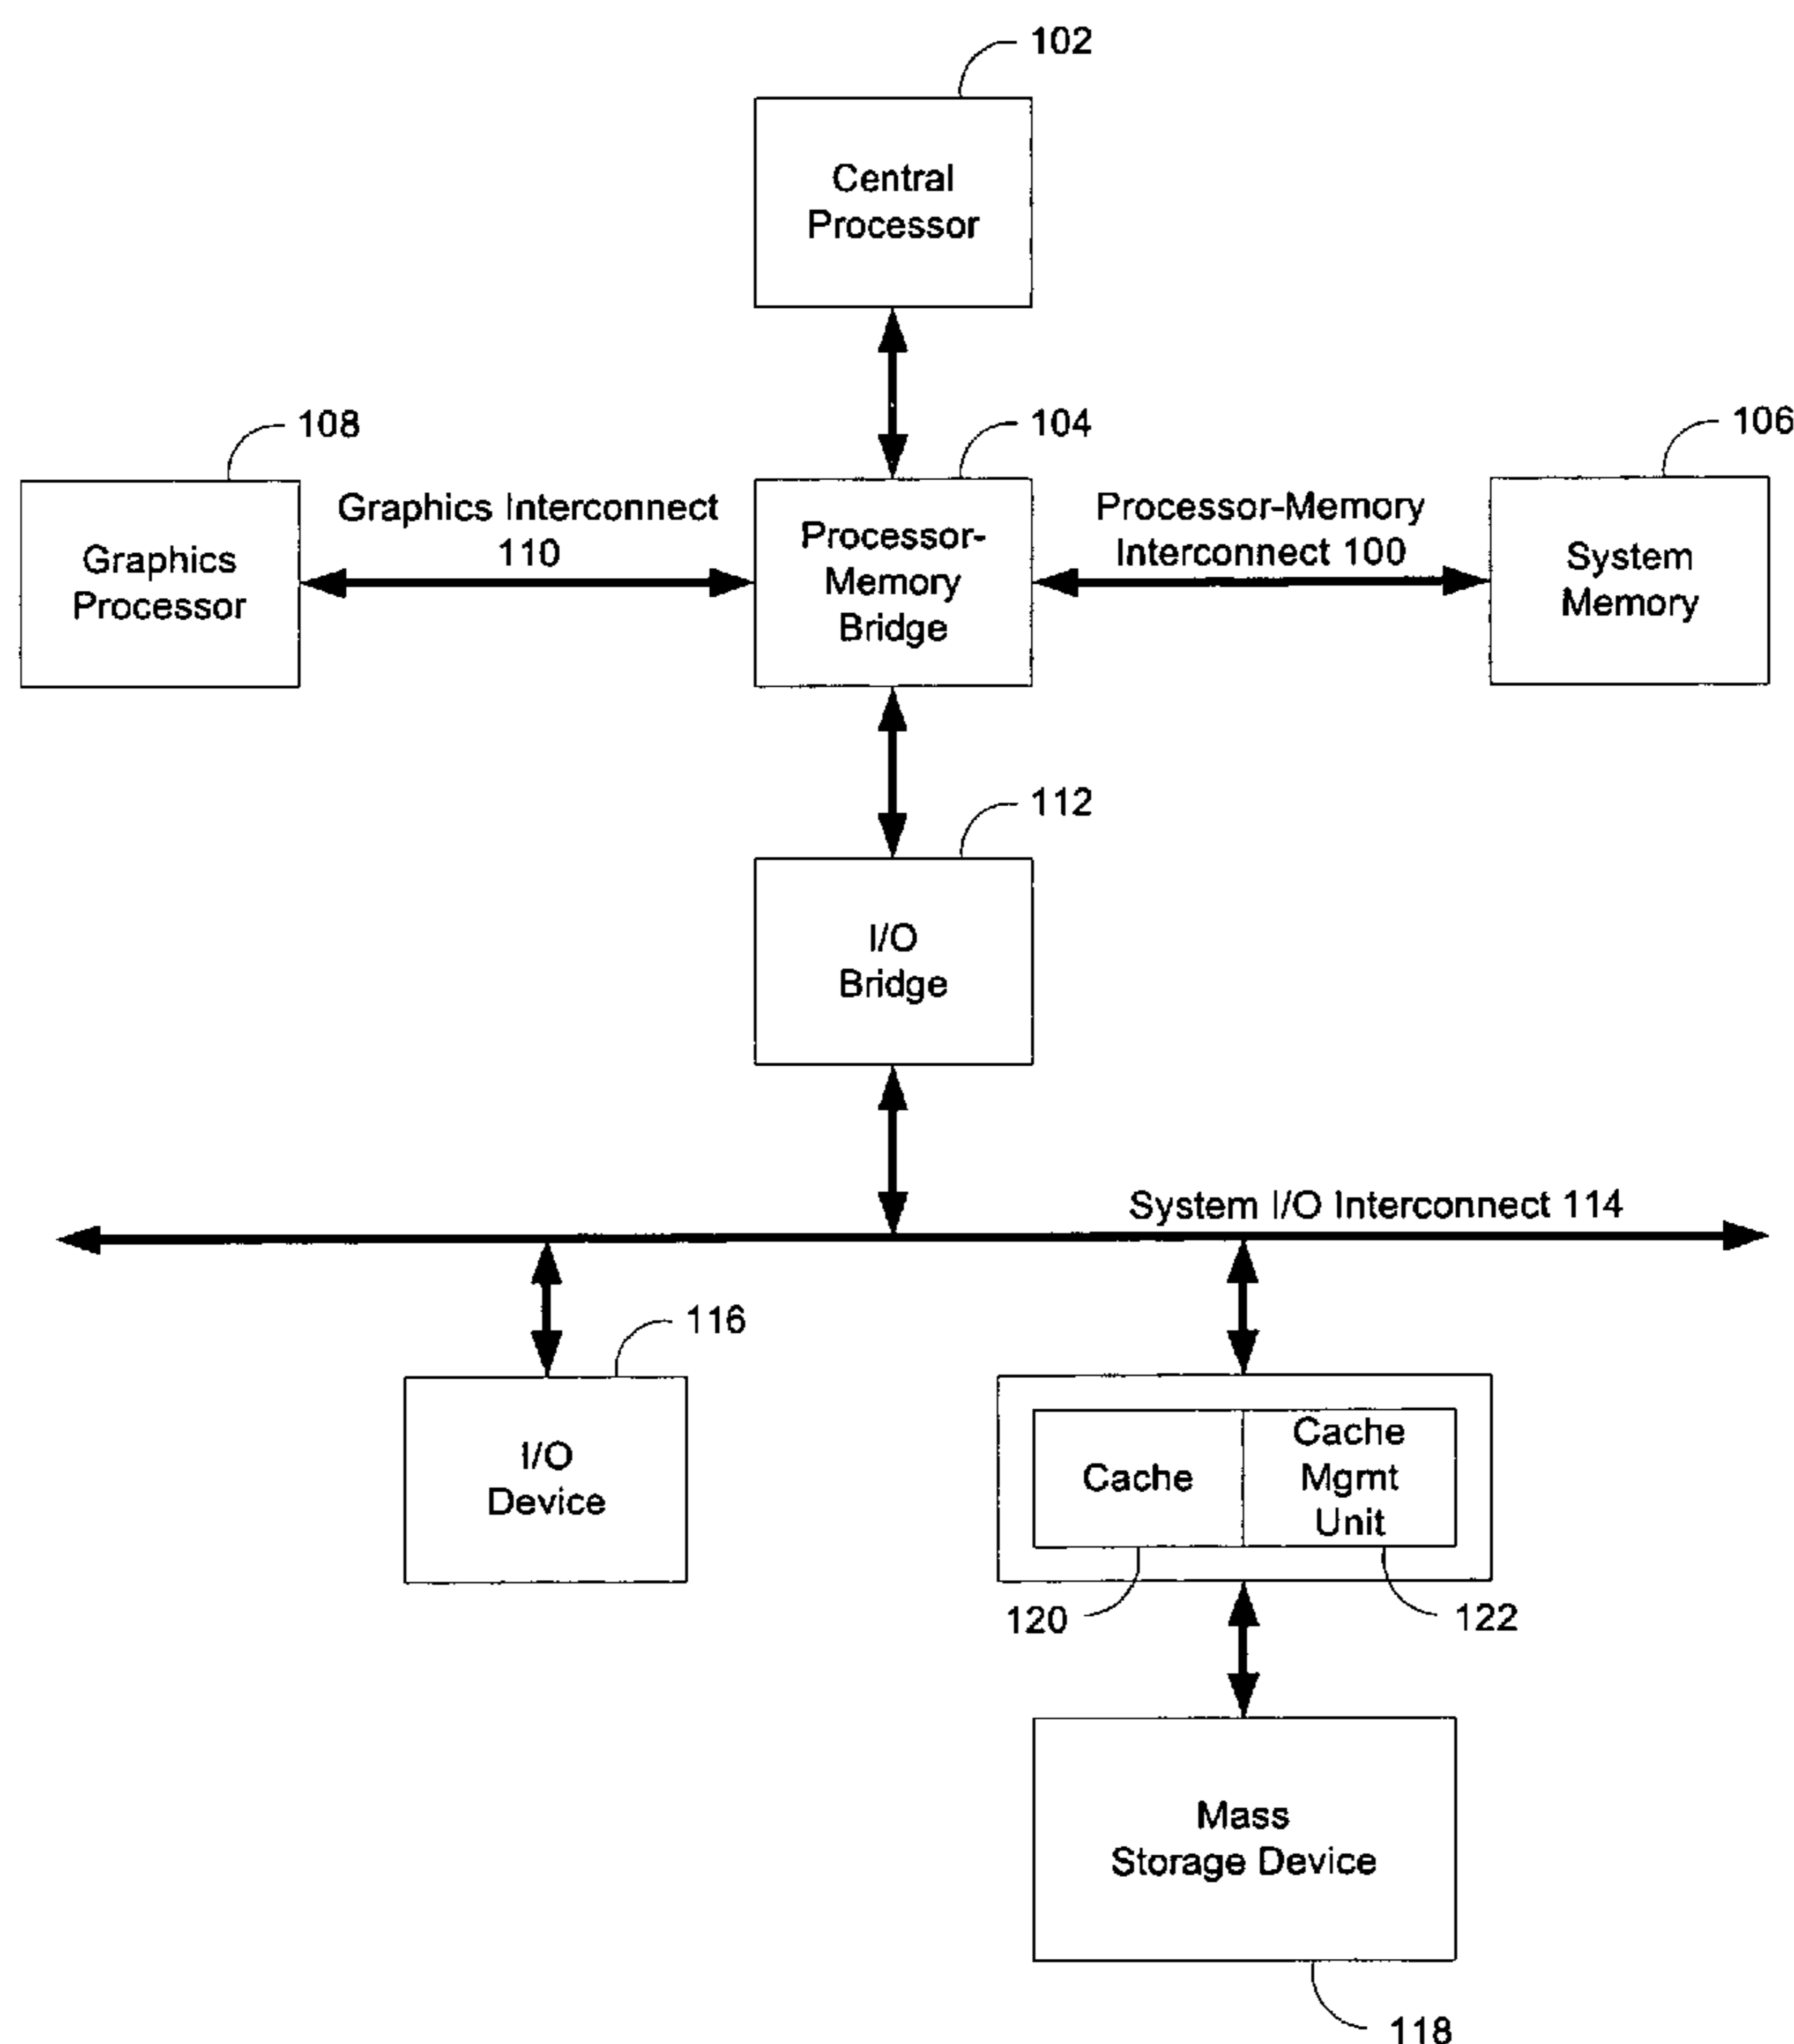 102
Central
Processor
108
104
106
Graphics Interconnect
110
Processor-Memory
Interconnect 100
Graphics
Processor
Processor-
Memory
Bridge
System
Memory
112
I/O
Bridge
System I/O Interconnect 114
116
I/O
Device
Cache
Cache
Mgmt
Unit
120
122
Mass
Storage Device
118